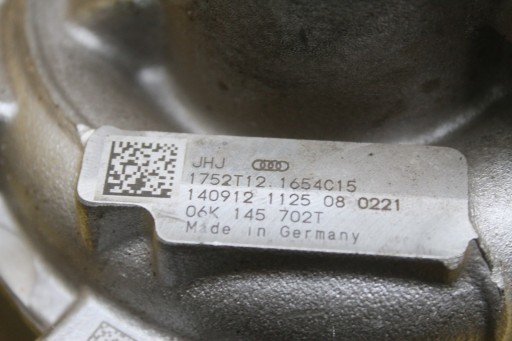 JHJ
1752T12 1654C15
140912 1125 08 0221
06K 145 702T
Made in Germany